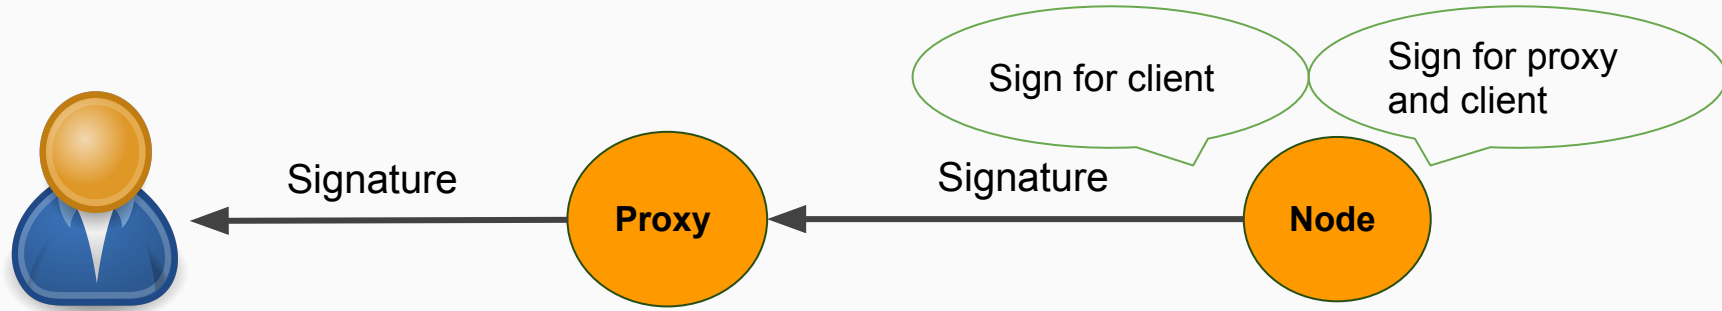 Sign for client
Sign for proxy
and client
Signature
Signature
Proxy
Node